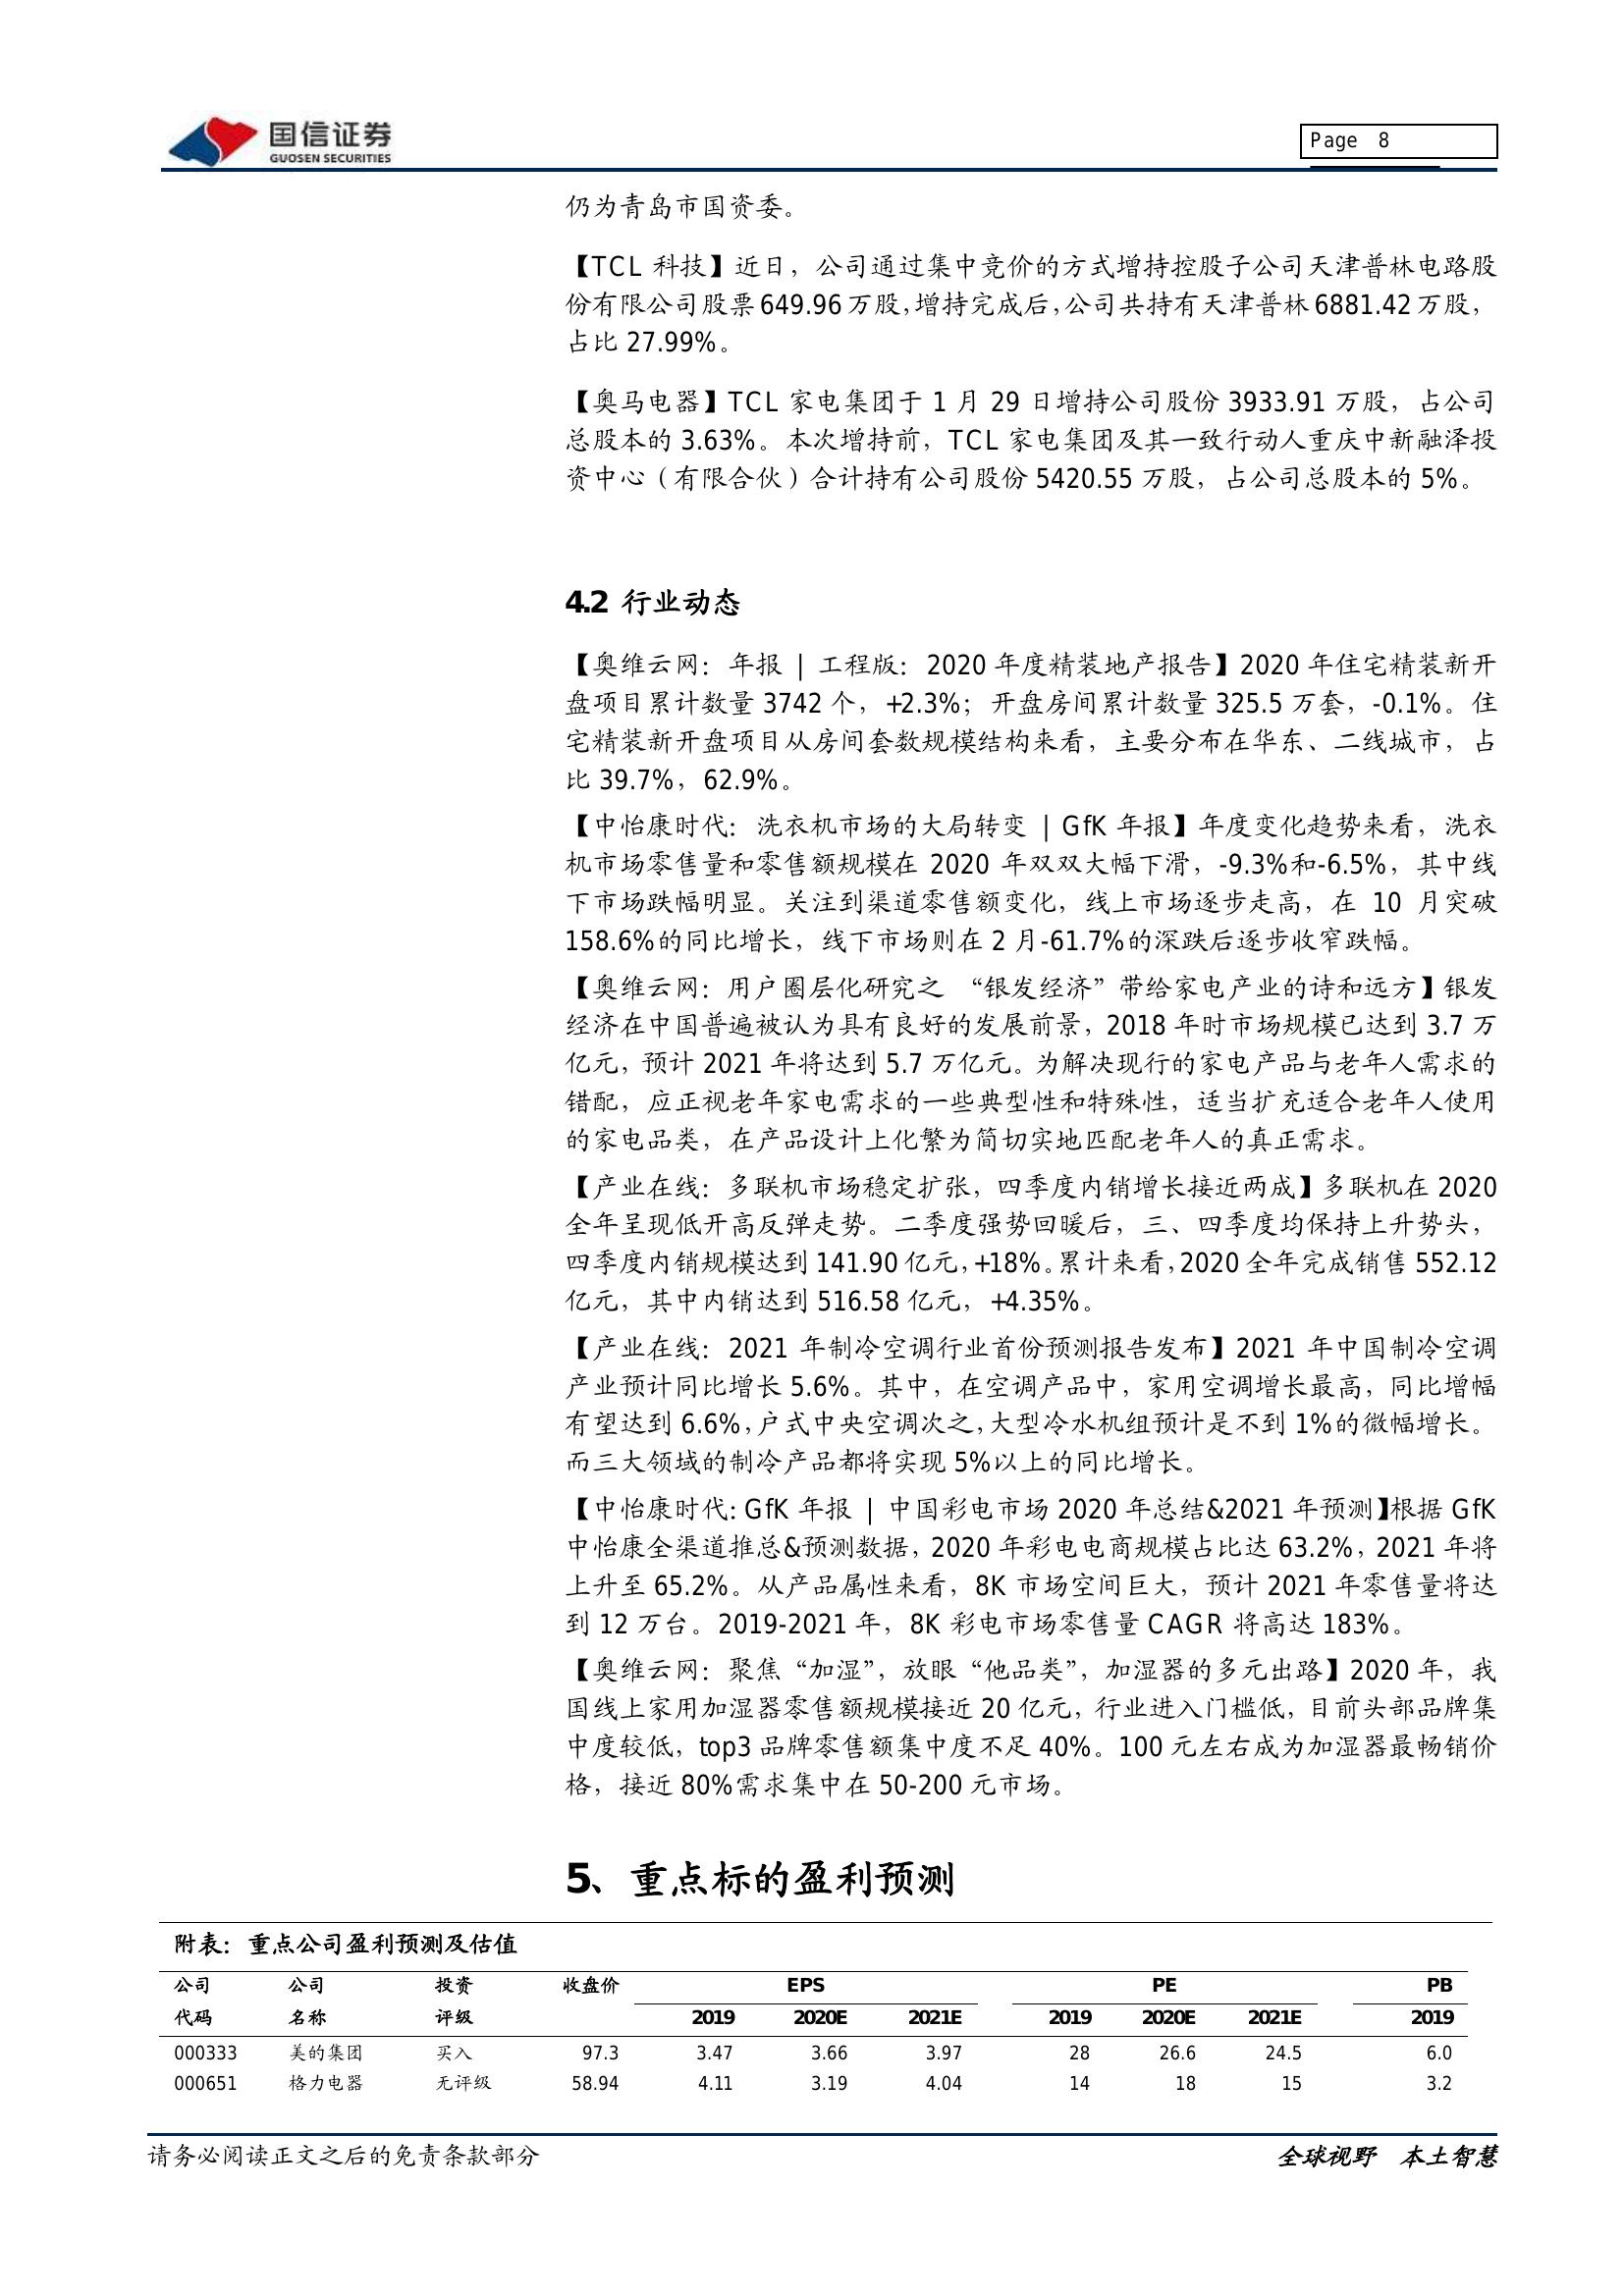 国信证券
GUOSEN SECURITIES
Page 8
仍为青岛市国资委。
【TCL 科技】近日，公司通过集中竞价的方式增持控股子公司天津普林电路股
份有限公司股票 649.96 万股，增持完成后，公司共持有天津普林 6881.42 万股，
占比 27.99%。
【奥马电器】TCL 家电集团于 1 月 29 日增持公司股份 3933.91 万股，占公司
总股本的 3.63%。本次增持前，TCL 家电集团及其一致行动人重庆中新融泽投
资中心（有限合伙）合计持有公司股份 5420.55 万股，占公司总股本的 5%。
4.2 行业动态
【奥维云网：年报 | 工程版：2020 年度精装地产报告】2020 年住宅精装新开
盘项目累计数量 3742 个，+2.3%；开盘房间累计数量 325.5 万套，-0.1%。住
宅精装新开盘项目从房间套数规模结构来看，主要分布在华东、二线城市，占
比 39.7%，62.9%。
【中怡康时代：洗衣机市场的大局转变 | GfK 年报】年度变化趋势来看，洗衣
机市场零售量和零售额规模在 2020 年双双大幅下滑，-9.3%和-6.5%，其中线
下市场跌幅明显。关注到渠道零售额变化，线上市场逐步走高，在 10 月突破
158.6%的同比增长，线下市场则在 2 月-61.7%的深跌后逐步收窄跌幅。
【奥维云网：用户圈层化研究之 “银发经济”带给家电产业的诗和远方】银发
经济在中国普遍被认为具有良好的发展前景，2018 年时市场规模已达到 3.7 万
亿元，预计 2021 年将达到 5.7 万亿元。为解决现行的家电产品与老年人需求的
错配，应正视老年家电需求的一些典型性和特殊性，适当扩充适合老年人使用
的家电品类，在产品设计上化繁为简切实地匹配老年人的真正需求。
【产业在线：多联机市场稳定扩张，四季度内销增长接近两成】多联机在 2020
全年呈现低开高反弹走势。二季度强势回暖后，三、四季度均保持上升势头，
四季度内销规模达到 141.90 亿元，+18%。累计来看，2020 全年完成销售 552.12
亿元，其中内销达到 516.58 亿元，+4.35%。
【产业在线：2021 年制冷空调行业首份预测报告发布】2021 年中国制冷空调
产业预计同比增长 5.6%。其中，在空调产品中，家用空调增长最高，同比增幅
有望达到 6.6%，户式中央空调次之，大型冷水机组预计是不到 1%的微幅增长。
而三大领域的制冷产品都将实现 5%以上的同比增长。
【中怡康时代：GfK 年报 | 中国彩电市场 2020 年总结&2021 年预测】根据 GfK
中怡康全渠道推总&预测数据，2020 年彩电电商规模占比达 63.2%，2021 年将
上升至 65.2%。从产品属性来看，8K 市场空间巨大，预计 2021 年零售量将达
到 12 万台。2019-2021 年，8K 彩电市场零售量 CAGR 将高达 183%。
【奥维云网：聚焦“加湿”，放眼“他品类”，加湿器的多元出路】2020 年，我
国线上家用加湿器零售额规模接近 20 亿元，行业进入门槛低，目前头部品牌集
中度较低，top3 品牌零售额集中度不足 40%。100 元左右成为加湿器最畅销价
格，接近 80%需求集中在 50-200 元市场。
5、重点标的盈利预测
附表：重点公司盈利预测及估值
公司 公司 投资 收盘价 EPS PE PB
代码 名称 评级 2019 2020E 2021E 2019 2020E 2021E 2019
000333 美的集团 买入 97.3 3.47 3.66 3.97 28 26.6 24.5 6.0
000651 格力电器 无评级 58.94 4.11 3.19 4.04 14 18 15 3.2
请务必阅读正文之后的免责条款部分 全球视野 本土智慧